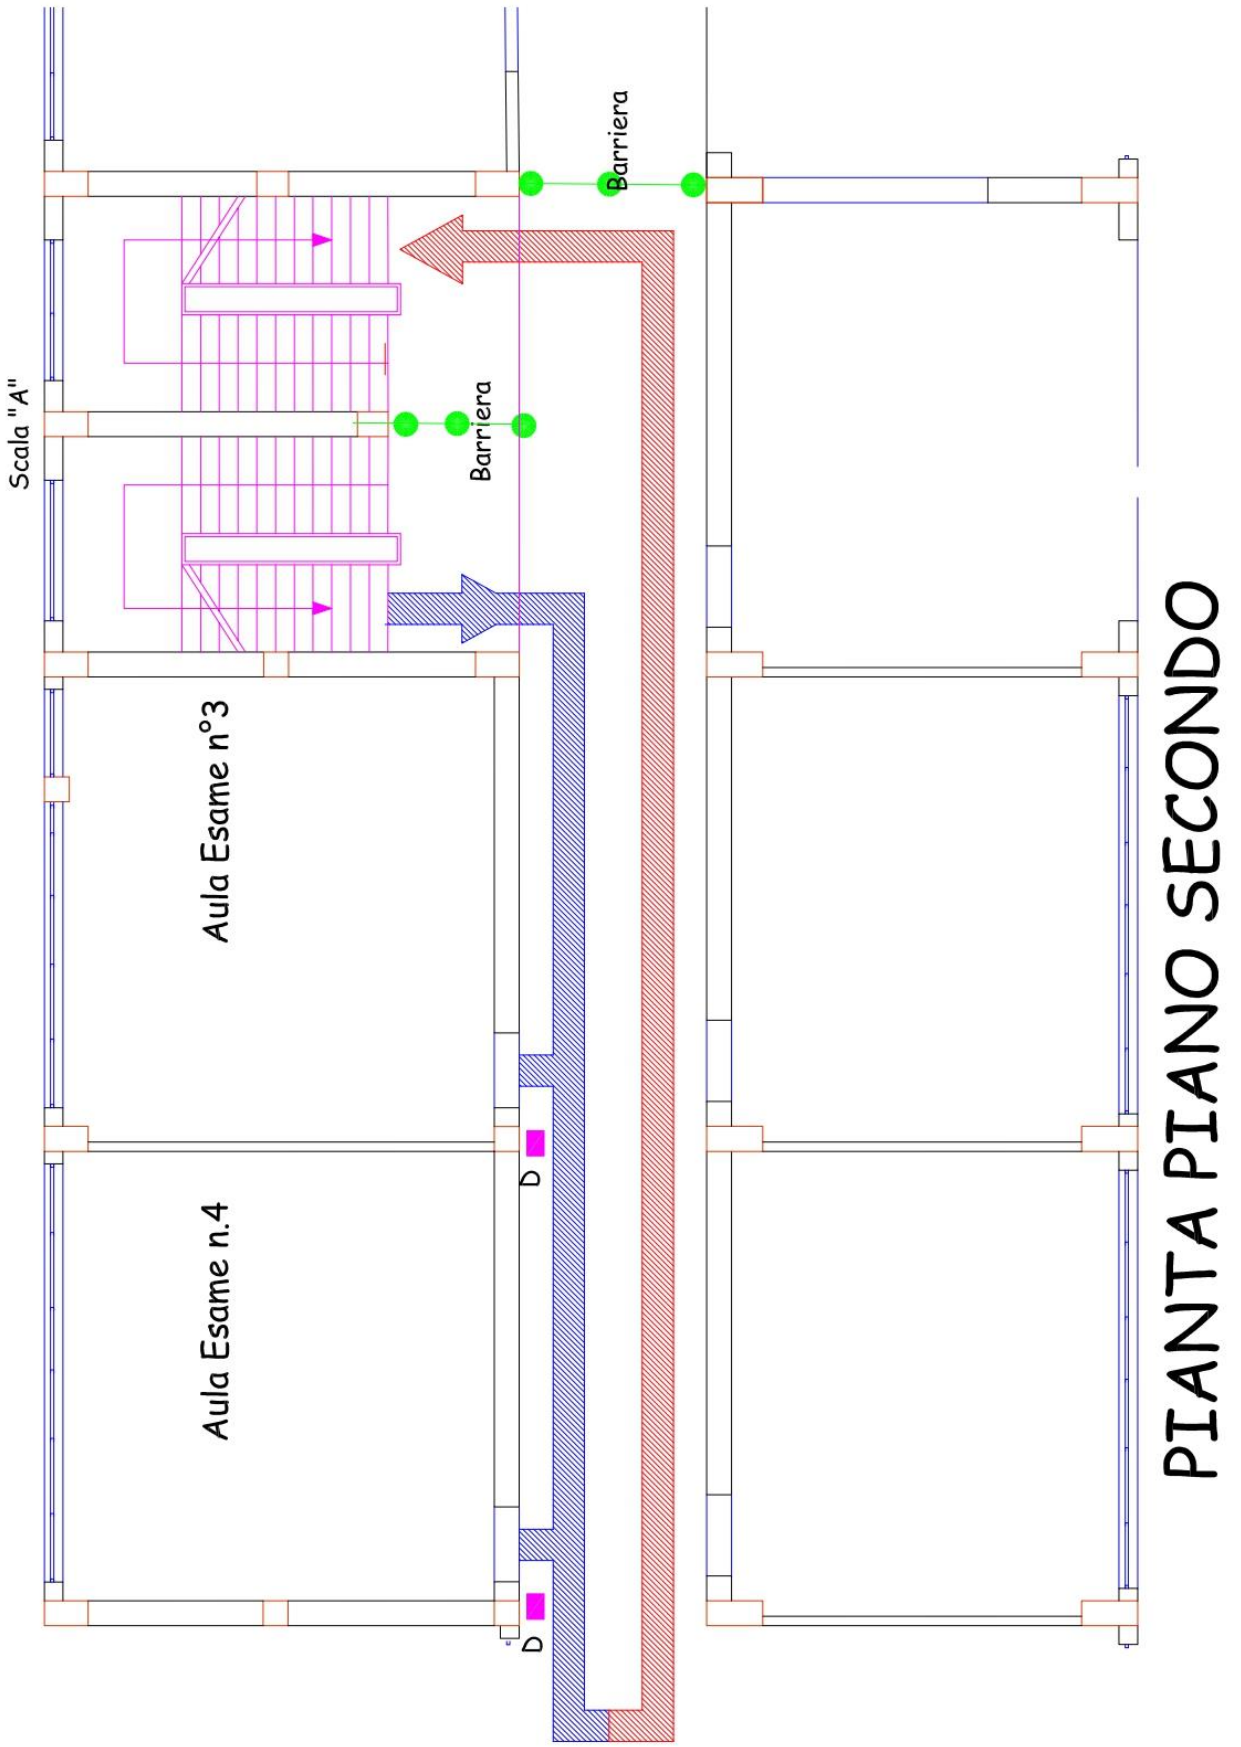 Scala "A"
Barriera
Barriera
Aula Esame n.4
Aula Esame n°3
D
D
PIANTA PIANO SECONDO